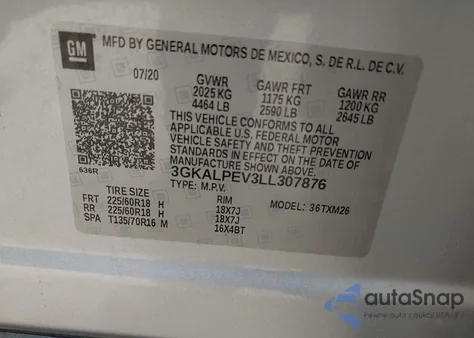 GM MFD BY GENERAL MOTORS DE MEXICO, S. DE R.L. DE C.V.
07/20 GVWR GAWR FRT GAWR RR
2025 KG 1175 KG 1200 KG
4464 LB 2590 LB 2645 LB
THIS VEHICLE CONFORMS TO ALL
APPLICABLE U.S. FEDERAL MOTOR
VEHICLE SAFETY AND THEFT PREVENTION
STANDARDS IN EFFECT ON THE DATE OF
MANUFACTURE SHOWN ABOVE.
636R 3GKALPEV3LL307876
TYPE: M.P.V. MODEL: 36TXM26
TIRE SIZE RIM
FRT 225/60R18 H 18X7J
RR 225/60R18 H 18X7J
SPA T135/70R16 M 16X4BT
autoSnap